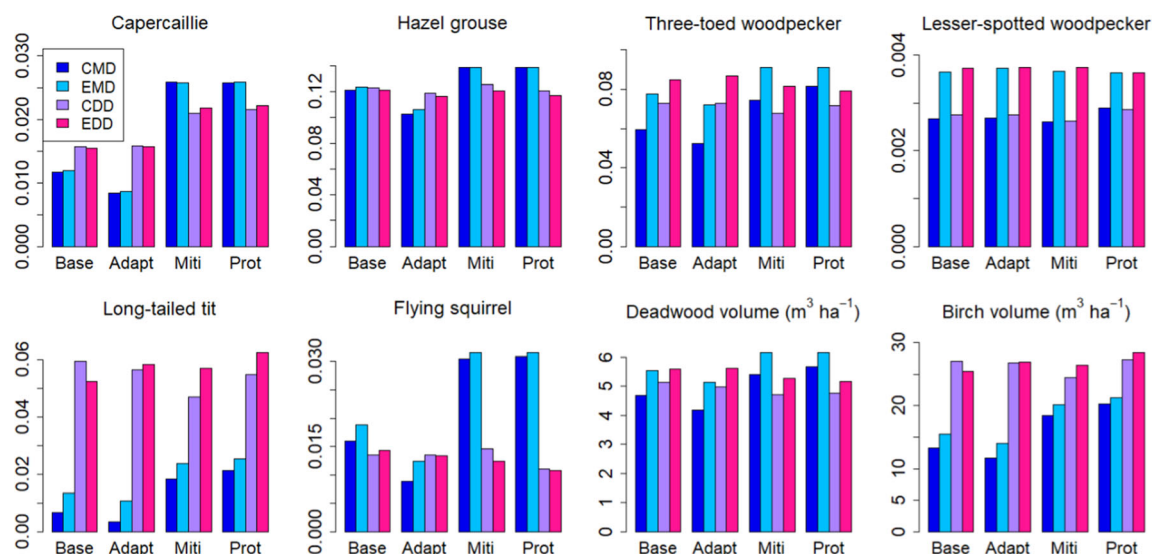 Capercaillie
0.030
0.020
0.010
0.000
CMD
EMD
CDD
EDD
Base Adapt Miti Prot
Hazel grouse
0.12
0.08
0.04
0.00
Base Adapt Miti Prot
Three-toed woodpecker
0.08
0.04
0.00
Base Adapt Miti Prot
Lesser-spotted woodpecker
0.004
0.002
0.000
Base Adapt Miti Prot
Long-tailed tit
0.06
0.04
0.02
0.00
Base Adapt Miti Prot
Flying squirrel
0.030
0.015
0.000
Base Adapt Miti Prot
Deadwood volume (m³ ha⁻¹)
6
5
4
3
2
1
0
Base Adapt Miti Prot
Birch volume (m³ ha⁻¹)
30
20
10
5
0
Base Adapt Miti Prot